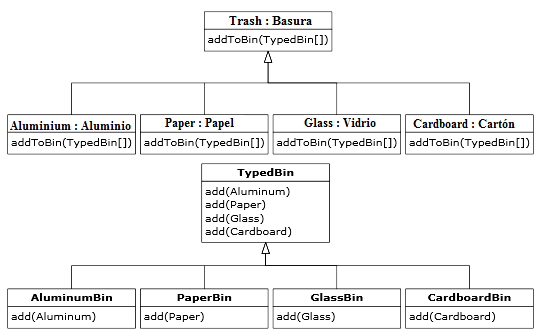 Trash : Basura
addToBin(TypedBin[])
Aluminium : Aluminio
addToBin(TypedBin[])
Paper : Papel
addToBin(TypedBin[])
Glass : Vidrio
addToBin(TypedBin[])
Cardboard : Cartón
addToBin(TypedBin[])
TypedBin
add(Aluminum)
add(Paper)
add(Glass)
add(Cardboard)
AluminumBin
add(Aluminum)
PaperBin
add(Paper)
GlassBin
add(Glass)
CardboardBin
add(Cardboard)